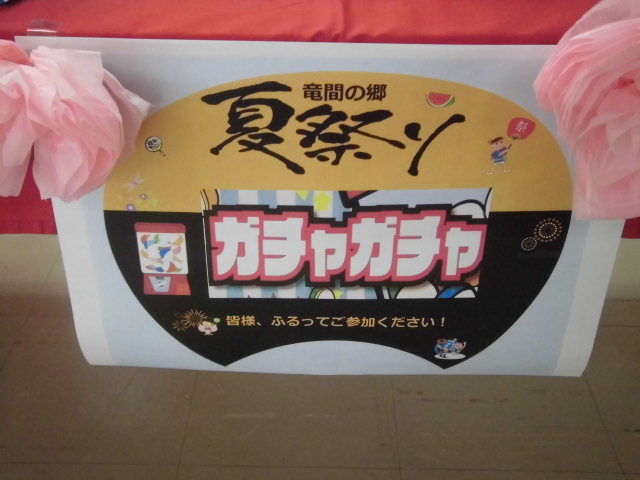 竜間の郷
夏祭り
祭
ガチャガチャ
皆様、ふるってご参加ください！